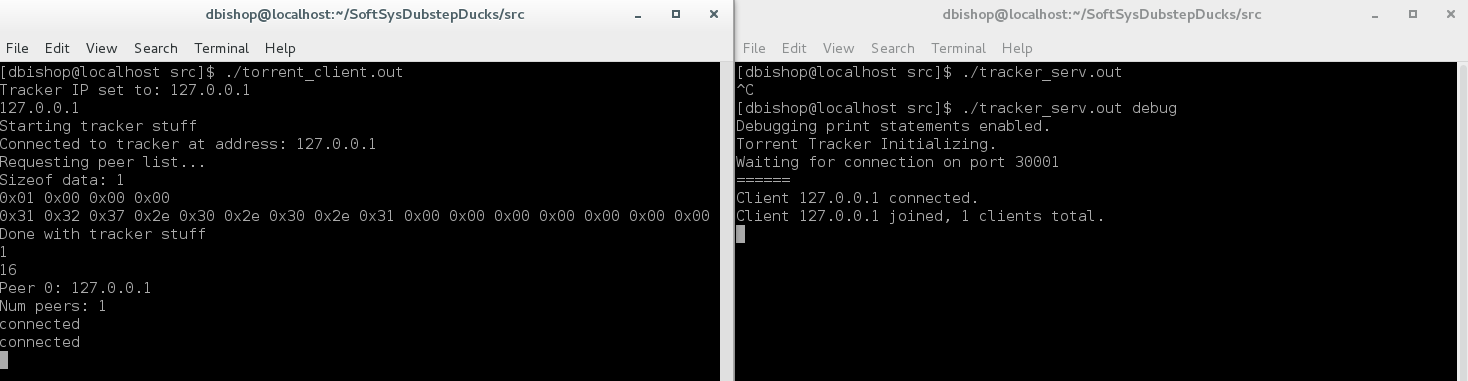 dbishop@localhost:~/SoftSysDubstepDucks/src
File Edit View Search Terminal Help
[dbishop@localhost src]$ ./torrent_client.out
Tracker IP set to: 127.0.0.1
127.0.0.1
Starting tracker stuff
Connected to tracker at address: 127.0.0.1
Requesting peer list...
Sizeof data: 1
0x01 0x00 0x00 0x00
0x31 0x32 0x37 0x2e 0x30 0x2e 0x30 0x2e 0x31 0x00 0x00 0x00 0x00 0x00 0x00 0x00
Done with tracker stuff
1
16
Peer 0: 127.0.0.1
Num peers: 1
connected
connected
dbishop@localhost:~/SoftSysDubstepDucks/src
File Edit View Search Terminal Help
[dbishop@localhost src]$ ./tracker_serv.out
^C
[dbishop@localhost src]$ ./tracker_serv.out debug
Debugging print statements enabled.
Torrent Tracker Initializing.
Waiting for connection on port 30001
======
Client 127.0.0.1 connected.
Client 127.0.0.1 joined, 1 clients total.